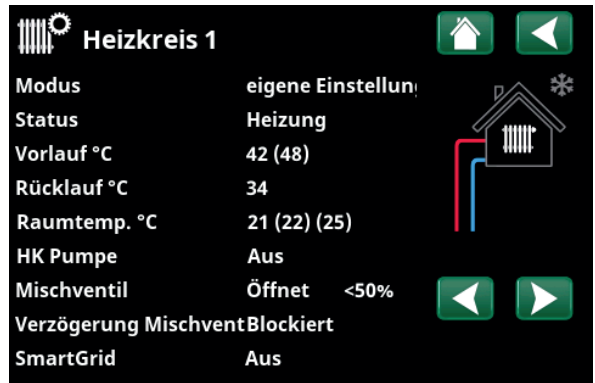 Heizkreis 1
Modus eigene Einstellun
Status Heizung
Vorlauf °C 42 (48)
Rücklauf °C 34
Raumtemp. °C 21 (22) (25)
HK Pumpe Aus
Mischventil Öffnet <50%
Verzögerung Mischvent Blockiert
SmartGrid Aus